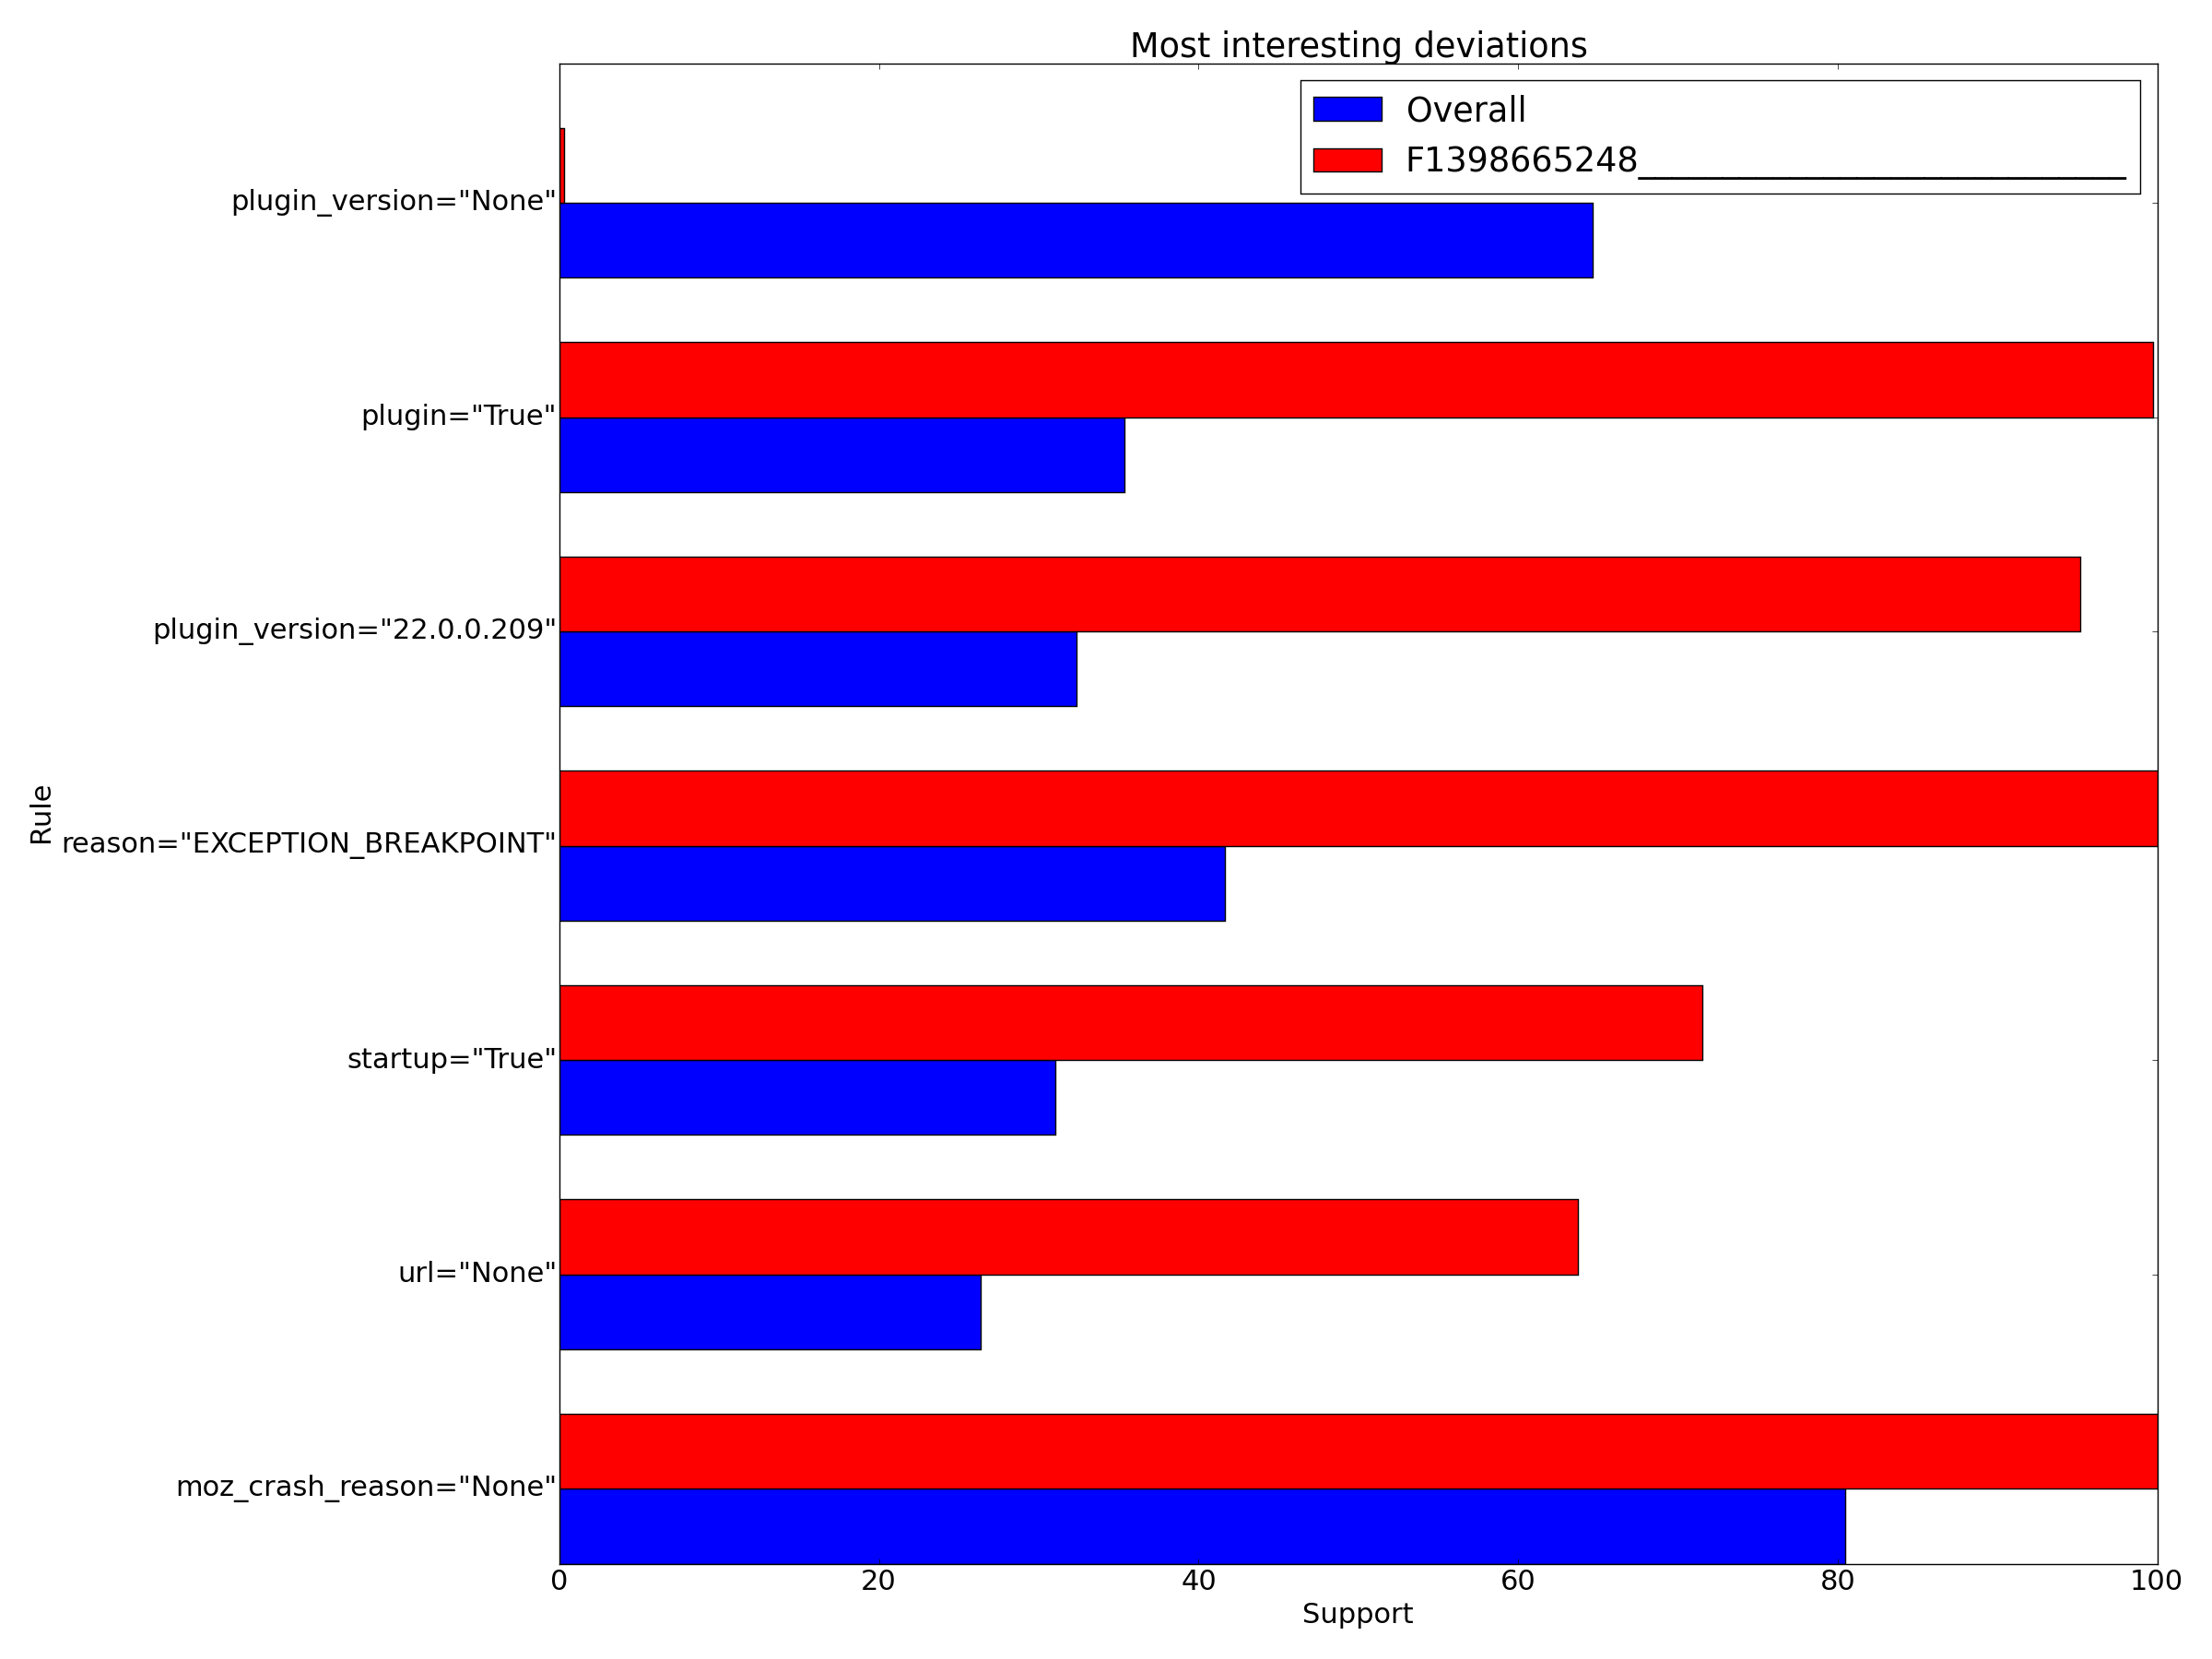 Most interesting deviations
Overall
F1398665248_____________________________
plugin_version="None"
plugin="True"
plugin_version="22.0.0.209"
reason="EXCEPTION_BREAKPOINT"
startup="True"
url="None"
moz_crash_reason="None"
Rule
0 20 40 60 80 100
Support